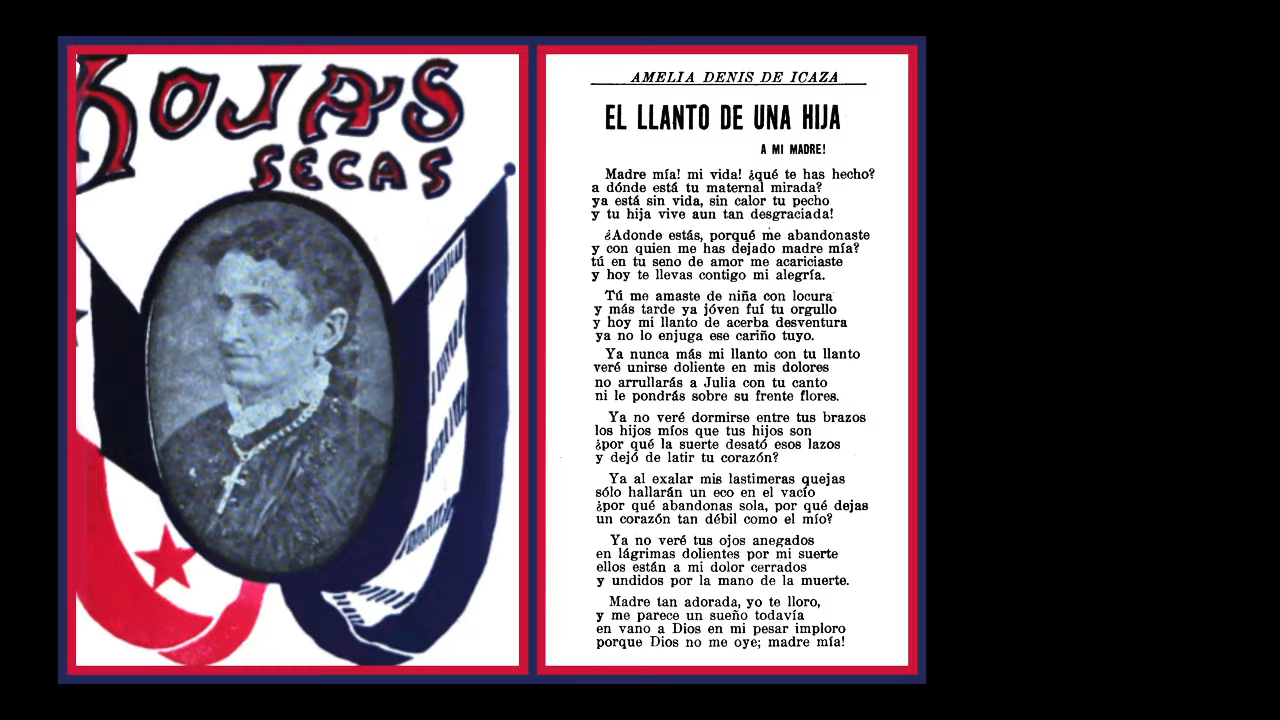 HOJAS
SECAS
AMELIA DENIS DE ICAZA
EL LLANTO DE UNA HIJA
A MI MADRE!
Madre mía! mi vida! ¿qué te has hecho?
a dónde está tu maternal mirada?
ya está sin vida, sin calor tu pecho
y tu hija vive aun tan desgraciada!
¿Adonde estás, porqué me abandonaste
y con quien me has dejado madre mía?
tú en tu seno de amor me acariciaste
y hoy te llevas contigo mi alegría.
Tú me amaste de niña con locura
y más tarde ya jóven fuí tu orgullo
y hoy mi llanto de acerba desventura
ya no lo enjuga ese cariño tuyo.
Ya nunca más mi llanto con tu llanto
veré unirse doliente en mis dolores
no arrullarás a Julia con tu canto
ni le pondrás sobre su frente flores.
Ya no veré dormirse entre tus brazos
los hijos míos que tus hijos son
¿por qué la suerte desató esos lazos
y dejó de latir tu corazón?
Ya al exalar mis lastimeras quejas
sólo hallarán un eco en el vacío
¿por qué abandonas sola, por qué dejas
un corazón tan débil como el mío?
Ya no veré tus ojos anegados
en lágrimas dolientes por mi suerte
ellos están a mi dolor cerrados
y undidos por la mano de la muerte.
Madre tan adorada, yo te lloro,
y me parece un sueño todavía
en vano a Dios en mi pesar imploro
porque Dios no me oye; madre mía!